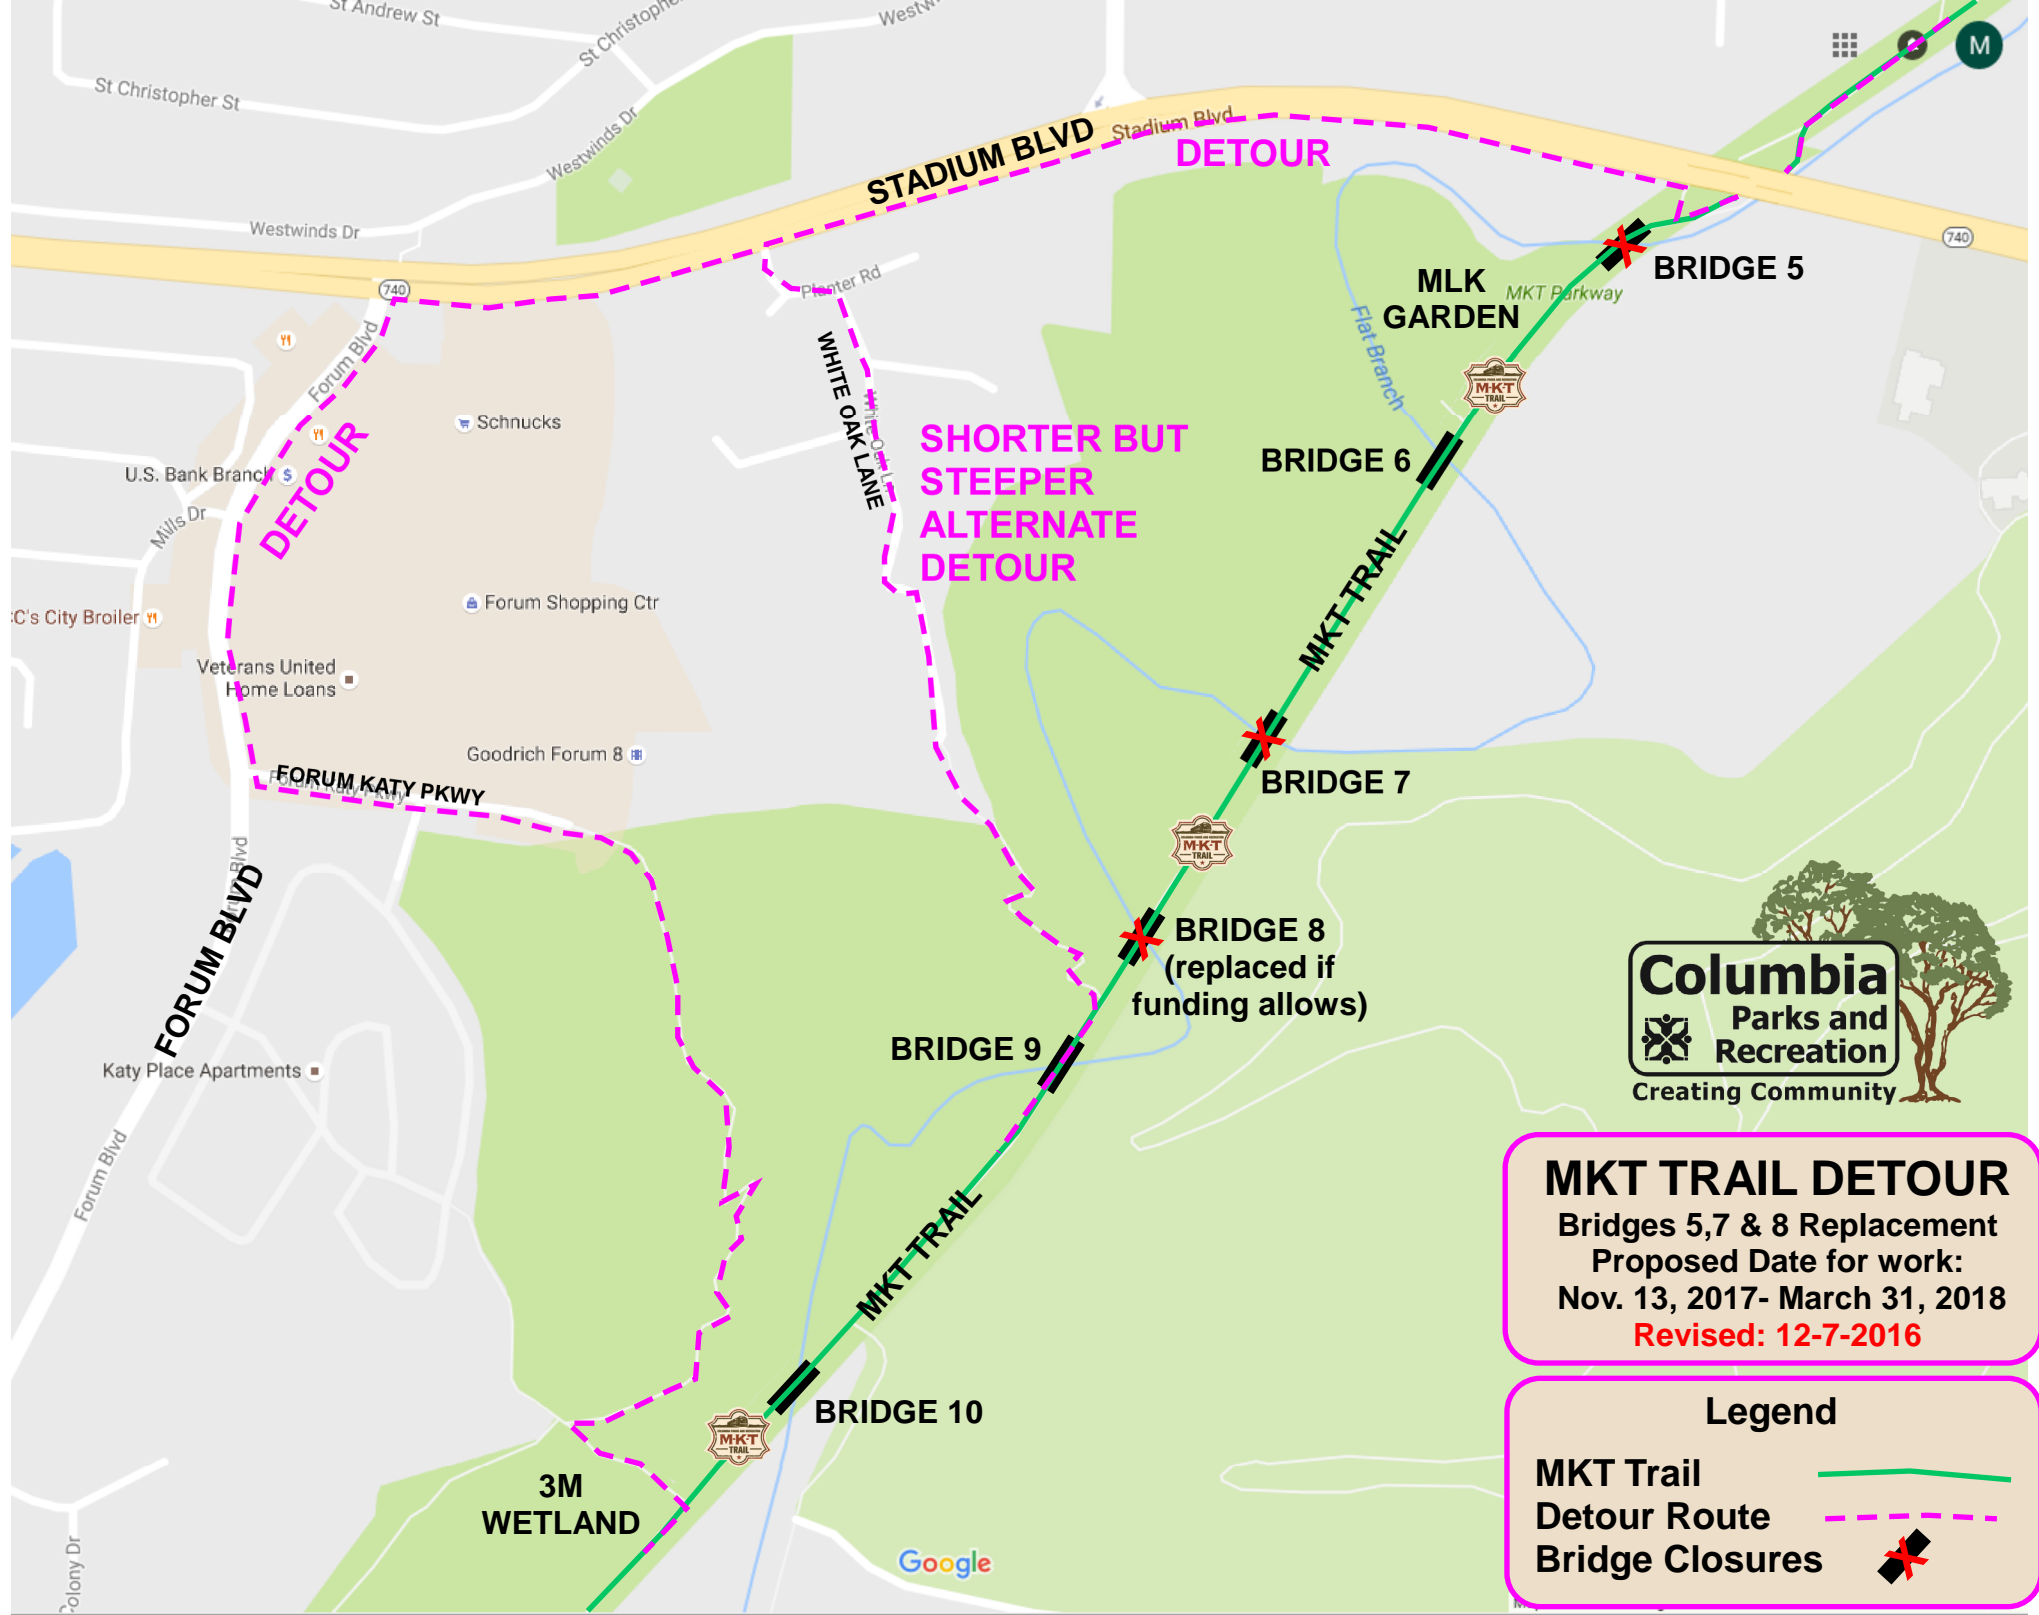 St Andrew St
St Christopher St
Westwinds Dr
Westwinds Dr
M
STADIUM BLVD
Stadium Blvd
DETOUR
740
740
BRIDGE 5
MLK
GARDEN
MKT Parkway
Flat Branch
Planter Rd
Forum Blvd
WHITE OAK LANE
White Oak Ln
Schnucks
U.S. Bank Branch
$
DETOUR
Mills Dr
SHORTER BUT
STEEPER
ALTERNATE
DETOUR
M·K·T
TRAIL
BRIDGE 6
MKT TRAIL
Forum Shopping Ctr
C's City Broiler
Veterans United
Home Loans
Goodrich Forum 8
FORUM KATY PKWY
Forum Katy Pkwy
BRIDGE 7
M·K·T
TRAIL
FORUM BLVD
BRIDGE 8
(replaced if
funding allows)
BRIDGE 9
Katy Place Apartments
Forum Blvd
MKT TRAIL
BRIDGE 10
M·K·T
TRAIL
3M
WETLAND
Google
Columbia
Parks and
Recreation
Creating Community
MKT TRAIL DETOUR
Bridges 5,7 & 8 Replacement
Proposed Date for work:
Nov. 13, 2017- March 31, 2018
Revised: 12-7-2016
Legend
MKT Trail
Detour Route
Bridge Closures